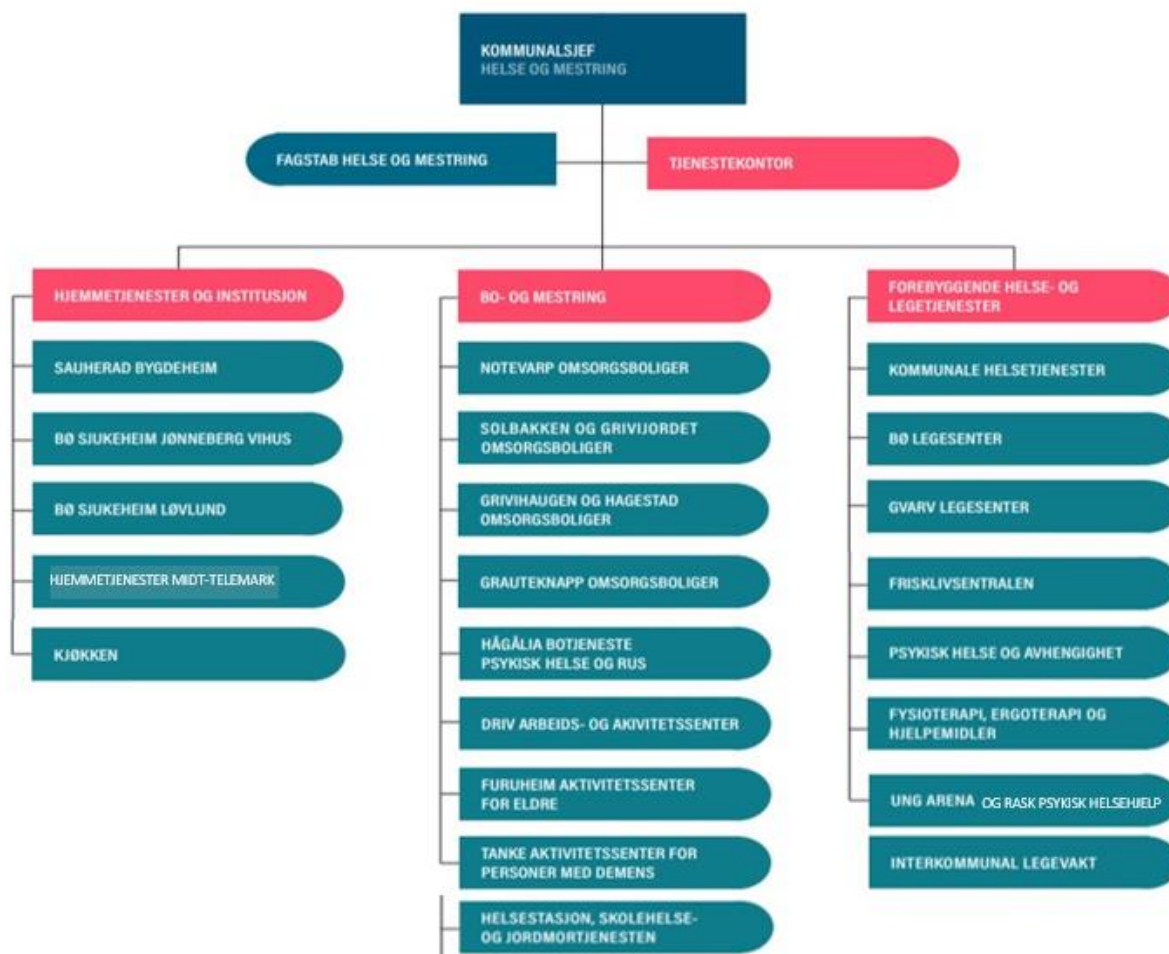 KOMMUNALSJEF
HELSE OG MESTRING
FAGSTAB HELSE OG MESTRING
TJENESTEKONTOR
HJEMMETJENESTER OG INSTITUSJON
SAUHERAD BYGDEHEIM
BØ SJUKEHEIM JØNNEBERG VIHUS
BØ SJUKEHEIM LØVLUND
HJEMMETJENESTER MIDT-TELEMARK
KJØKKEN
BO- OG MESTRING
NOTEVARP OMSORGSBOLIGER
SOLBAKKEN OG GRIVIJORDET
OMSORGSBOLIGER
GRIVIHAUGEN OG HAGESTAD
OMSORGSBOLIGER
GRAUTEKNAPP OMSORGSBOLIGER
HÅGÅLIA BOTJENESTE
PSYKISK HELSE OG RUS
DRIV ARBEIDS- OG AKIVITETSSENTER
FURUHEIM AKTIVITETSSENTER
FOR ELDRE
TANKE AKTIVITETSSENTER FOR
PERSONER MED DEMENS
HELSESTASJON, SKOLEHELSE-
OG JORDMORTJENESTEN
FOREBYGGENDE HELSE- OG
LEGETJENESTER
KOMMUNALE HELSETJENESTER
BØ LEGESENTER
GVARV LEGESENTER
FRISKLIVSENTRALEN
PSYKISK HELSE OG AVHENGIGHET
FYSIOTERAPI, ERGOTERAPI OG
HJELPEMIDLER
UNG ARENA OG RASK PSYKISK HELSEHJELP
INTERKOMMUNAL LEGEVAKT